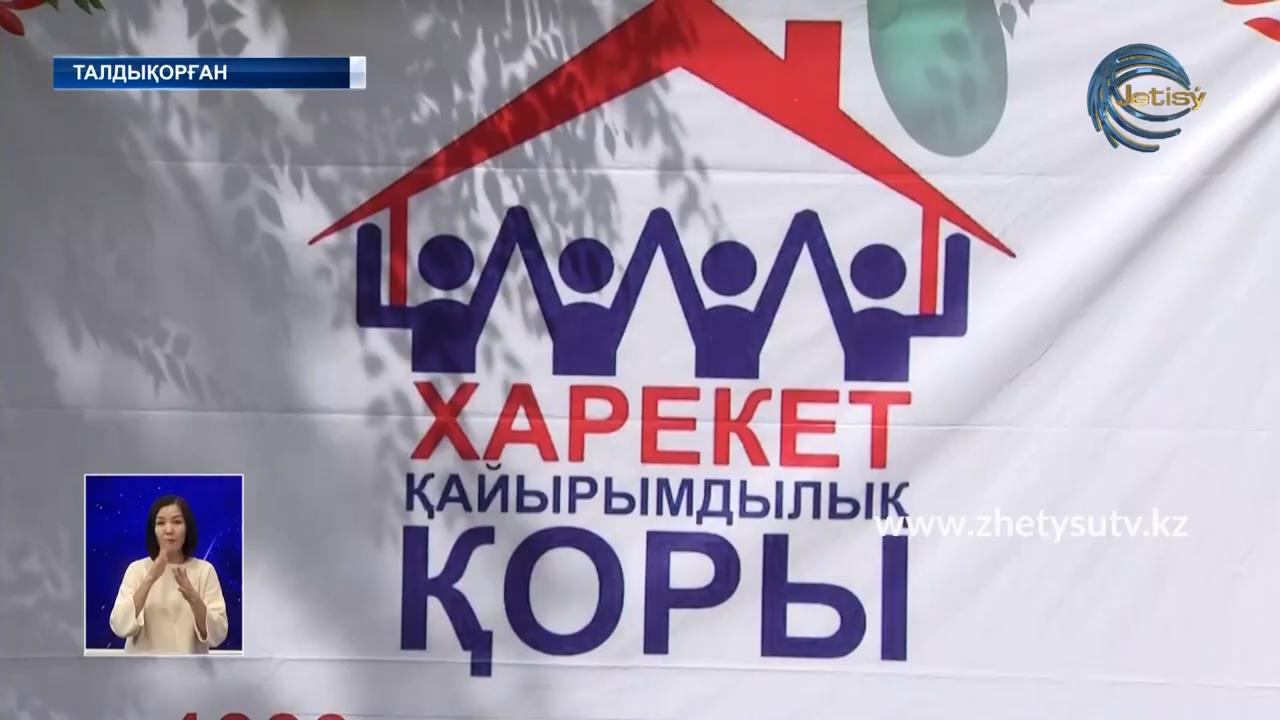 ТАЛДЫҚОРҒАН
Jetisý
ХАРЕКЕТ
ҚАЙЫРЫМДЫЛЫҚ
www.zhetysutv.kz
ҚОРЫ